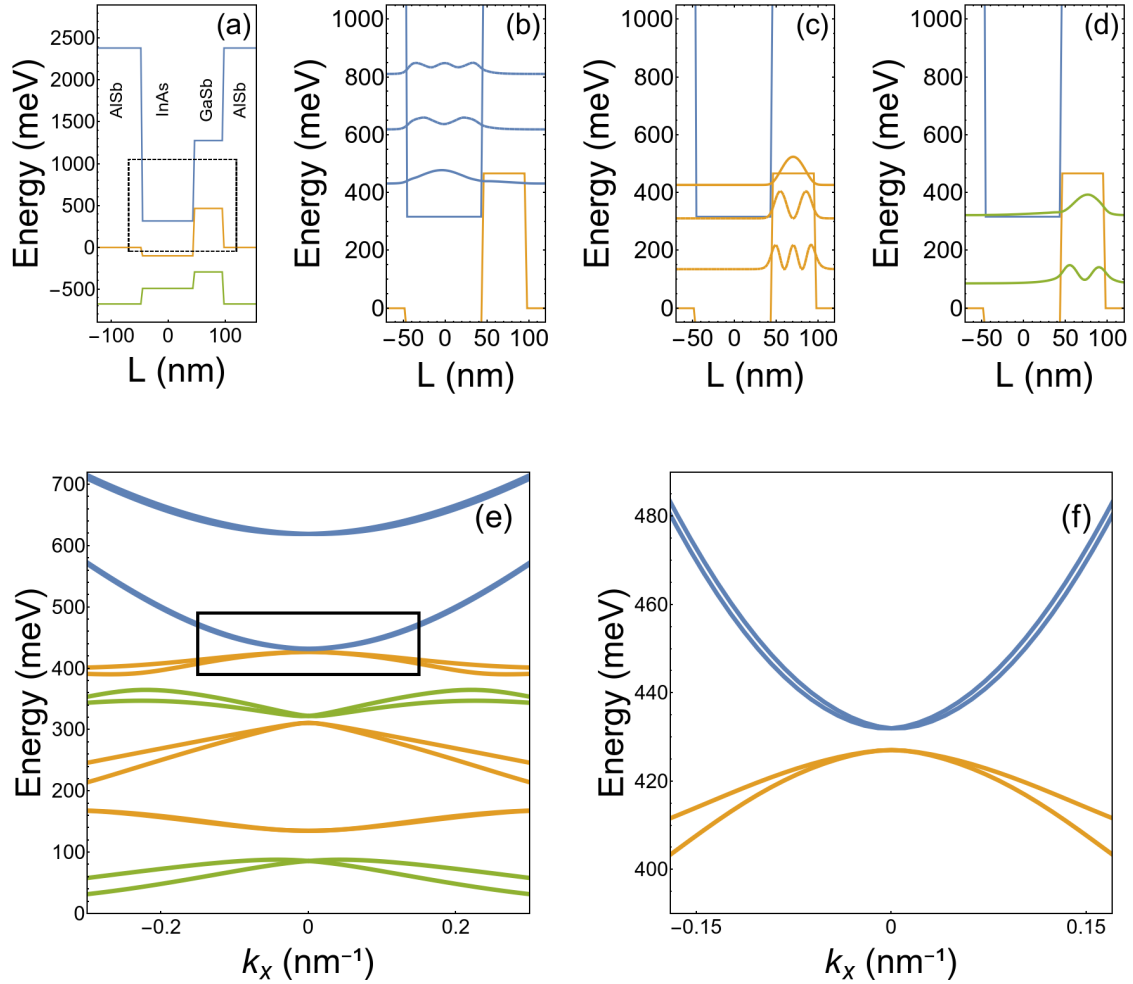 (a)
Energy (meV)
2500
2000
1500
1000
500
0
−500
AlSb
InAs
GaSb
AlSb
−100
0
100
L (nm)
(b)
Energy (meV)
1000
800
600
400
200
0
−50
0
50
100
L (nm)
(c)
Energy (meV)
1000
800
600
400
200
0
−50
0
50
100
L (nm)
(d)
Energy (meV)
1000
800
600
400
200
0
−50
0
50
100
L (nm)
(e)
Energy (meV)
700
600
500
400
300
200
100
0
−0.2
0
0.2
kₓ (nm⁻¹)
(f)
Energy (meV)
480
460
440
420
400
−0.15
0
0.15
kₓ (nm⁻¹)